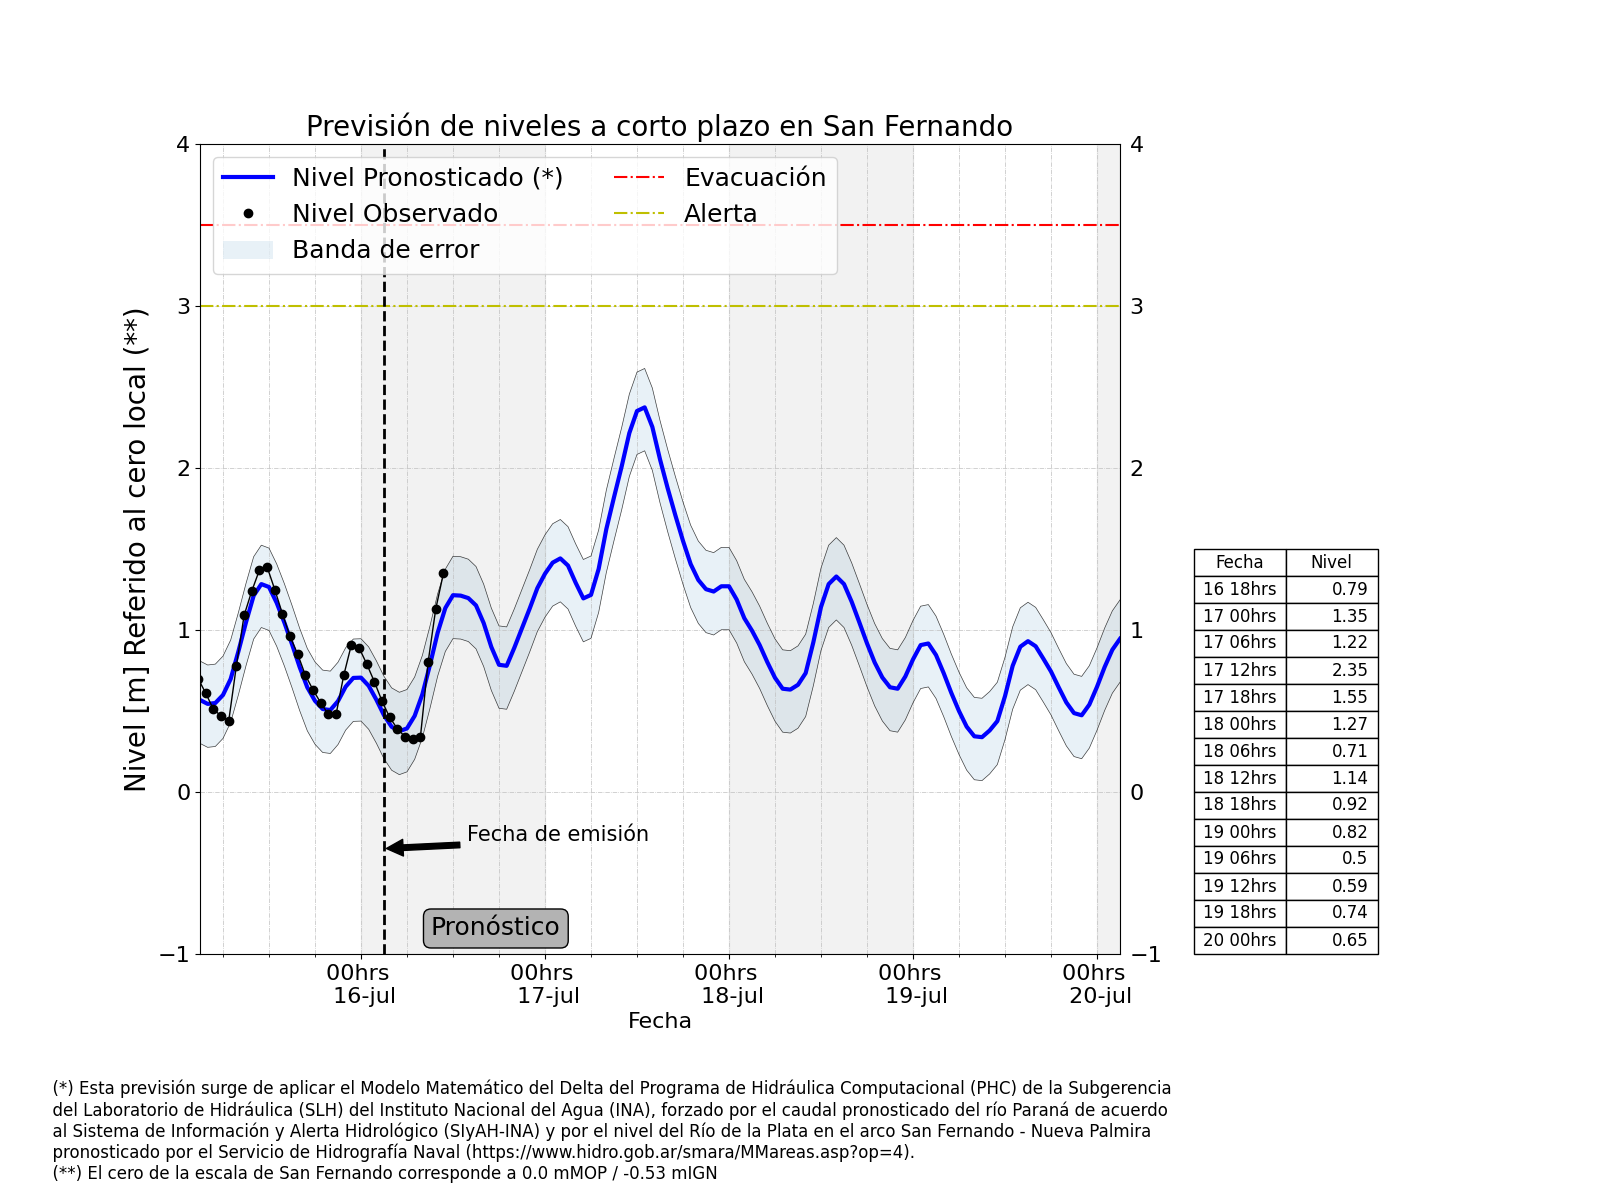 Previsión de niveles a corto plazo en San Fernando
Nivel Pronosticado (*)
Nivel Observado
Banda de error
Evacuación
Alerta
4
3
2
1
0
−1
4
3
2
1
0
−1
Nivel [m] Referido al cero local (**)
Fecha de emisión
Pronóstico
00hrs
16-jul
00hrs
17-jul
00hrs
18-jul
00hrs
19-jul
00hrs
20-jul
Fecha
Fecha Nivel
16 18hrs 0.79
17 00hrs 1.35
17 06hrs 1.22
17 12hrs 2.35
17 18hrs 1.55
18 00hrs 1.27
18 06hrs 0.71
18 12hrs 1.14
18 18hrs 0.92
19 00hrs 0.82
19 06hrs 0.5
19 12hrs 0.59
19 18hrs 0.74
20 00hrs 0.65
(*) Esta previsión surge de aplicar el Modelo Matemático del Delta del Programa de Hidráulica Computacional (PHC) de la Subgerencia
del Laboratorio de Hidráulica (SLH) del Instituto Nacional del Agua (INA), forzado por el caudal pronosticado del río Paraná de acuerdo
al Sistema de Información y Alerta Hidrológico (SIyAH-INA) y por el nivel del Río de la Plata en el arco San Fernando - Nueva Palmira
pronosticado por el Servicio de Hidrografía Naval (https://www.hidro.gob.ar/smara/MMareas.asp?op=4).
(**) El cero de la escala de San Fernando corresponde a 0.0 mMOP / -0.53 mIGN